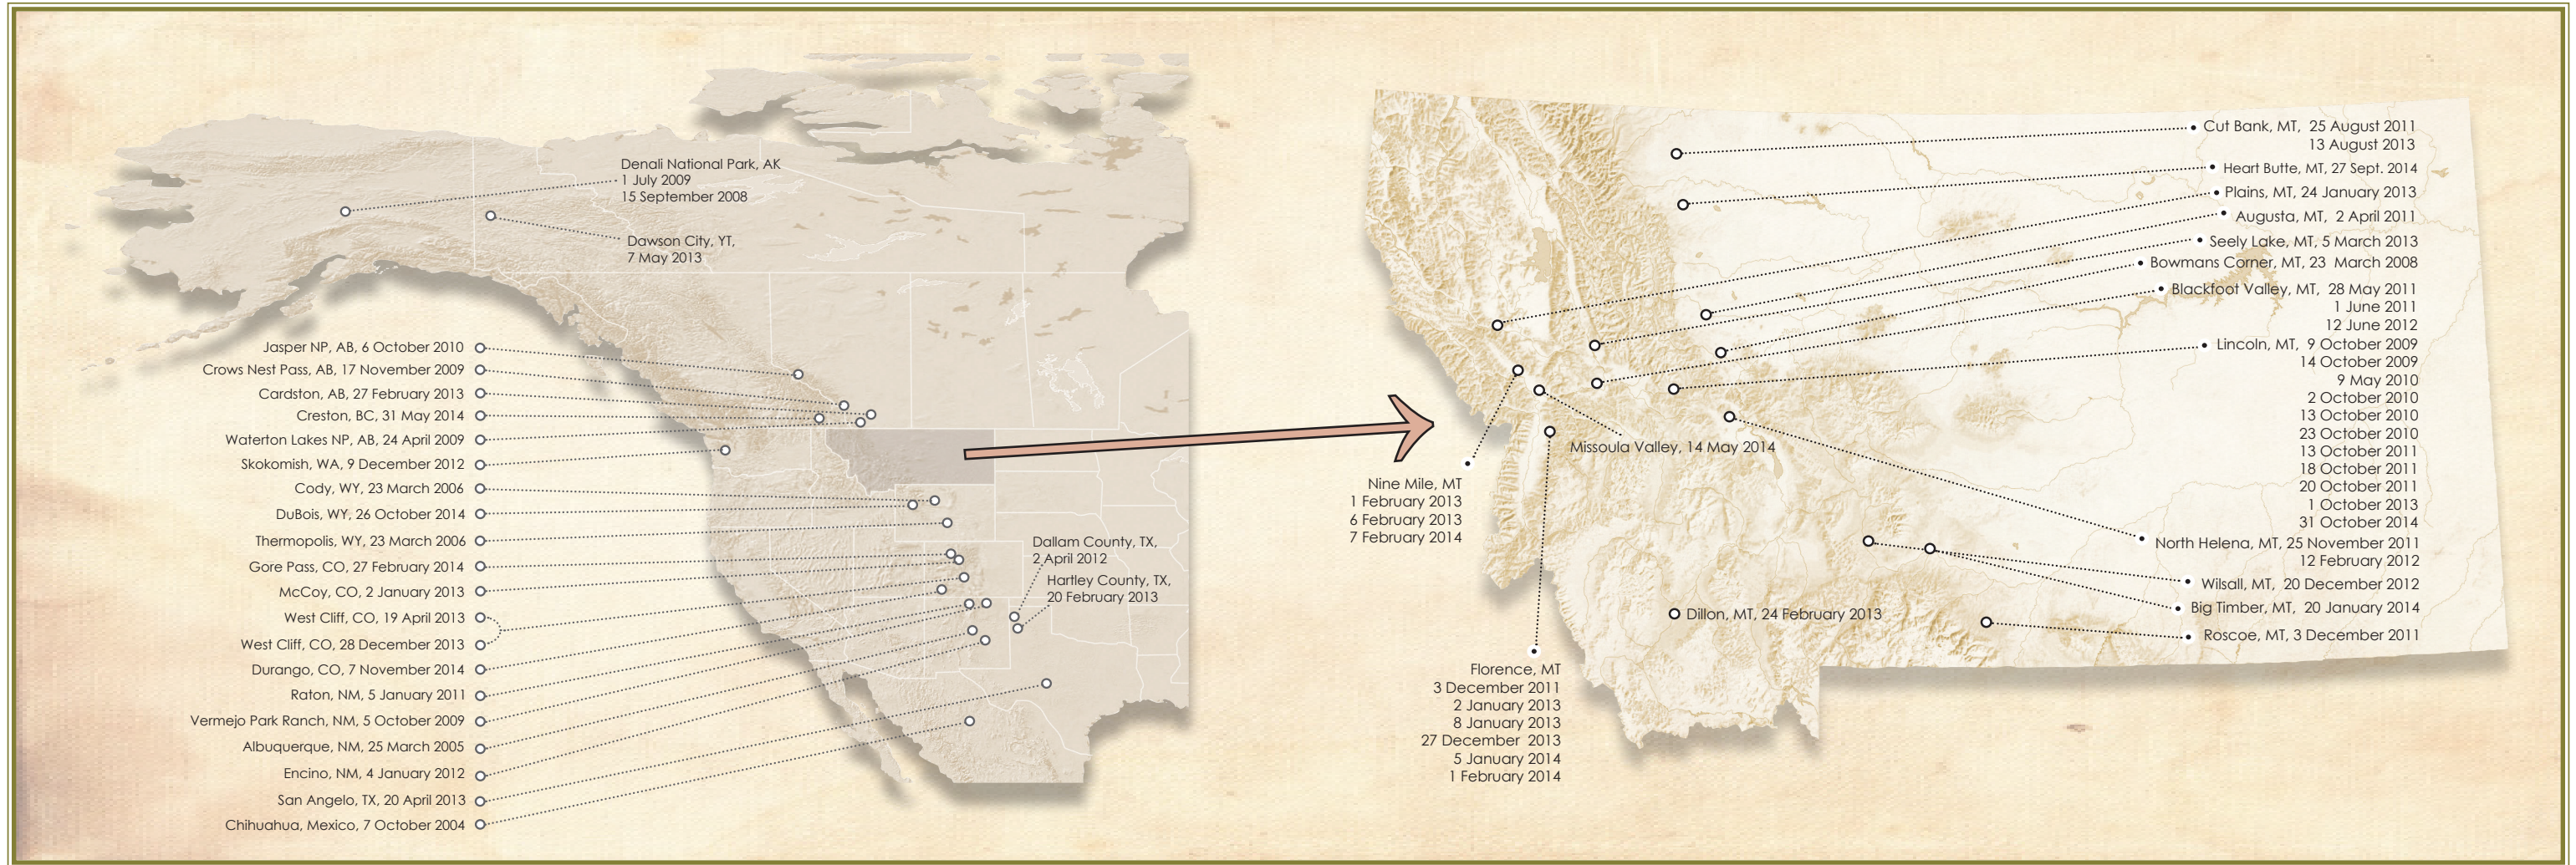 Denali National Park, AK
1 July 2009
15 September 2008
Dawson City, YT,
7 May 2013
Jasper NP, AB, 6 October 2010
Crows Nest Pass, AB, 17 November 2009
Cardston, AB, 27 February 2013
Creston, BC, 31 May 2014
Waterton Lakes NP, AB, 24 April 2009
Skokomish, WA, 9 December 2012
Cody, WY, 23 March 2006
DuBois, WY, 26 October 2014
Thermopolis, WY, 23 March 2006
Gore Pass, CO, 27 February 2014
McCoy, CO, 2 January 2013
West Cliff, CO, 19 April 2013
West Cliff, CO, 28 December 2013
Durango, CO, 7 November 2014
Raton, NM, 5 January 2011
Vermejo Park Ranch, NM, 5 October 2009
Albuquerque, NM, 25 March 2005
Encino, NM, 4 January 2012
San Angelo, TX, 20 April 2013
Chihuahua, Mexico, 7 October 2004
Dallam County, TX,
2 April 2012
Hartley County, TX,
20 February 2013
Cut Bank, MT, 25 August 2011
13 August 2013
Heart Butte, MT, 27 Sept. 2014
Plains, MT, 24 January 2013
Augusta, MT, 2 April 2011
Seely Lake, MT, 5 March 2013
Bowmans Corner, MT, 23 March 2008
Blackfoot Valley, MT, 28 May 2011
1 June 2011
12 June 2012
Lincoln, MT, 9 October 2009
14 October 2009
9 May 2010
2 October 2010
13 October 2010
23 October 2010
13 October 2011
18 October 2011
20 October 2011
1 October 2013
31 October 2014
North Helena, MT, 25 November 2011
12 February 2012
Wilsall, MT, 20 December 2012
Big Timber, MT, 20 January 2014
Roscoe, MT, 3 December 2011
Missoula Valley, 14 May 2014
Nine Mile, MT
1 February 2013
6 February 2013
7 February 2014
Dillon, MT, 24 February 2013
Florence, MT
3 December 2011
2 January 2013
8 January 2013
27 December 2013
5 January 2014
1 February 2014